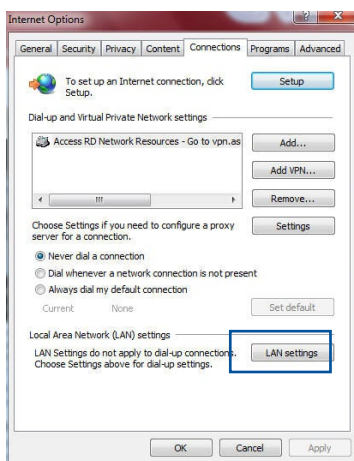 Internet Options
General Security Privacy Content Connections Programs Advanced
To set up an Internet connection, click
Setup.
Setup
Dial-up and Virtual Private Network settings
Access RD Network Resources - Go to vpn.as
Add...
Add VPN...
Remove...
Choose Settings if you need to configure a proxy
server for a connection.
Settings
Never dial a connection
Dial whenever a network connection is not present
Always dial my default connection
Current None
Set default
Local Area Network (LAN) settings
LAN Settings do not apply to dial-up connections.
Choose Settings above for dial-up settings.
LAN settings
OK Cancel Apply